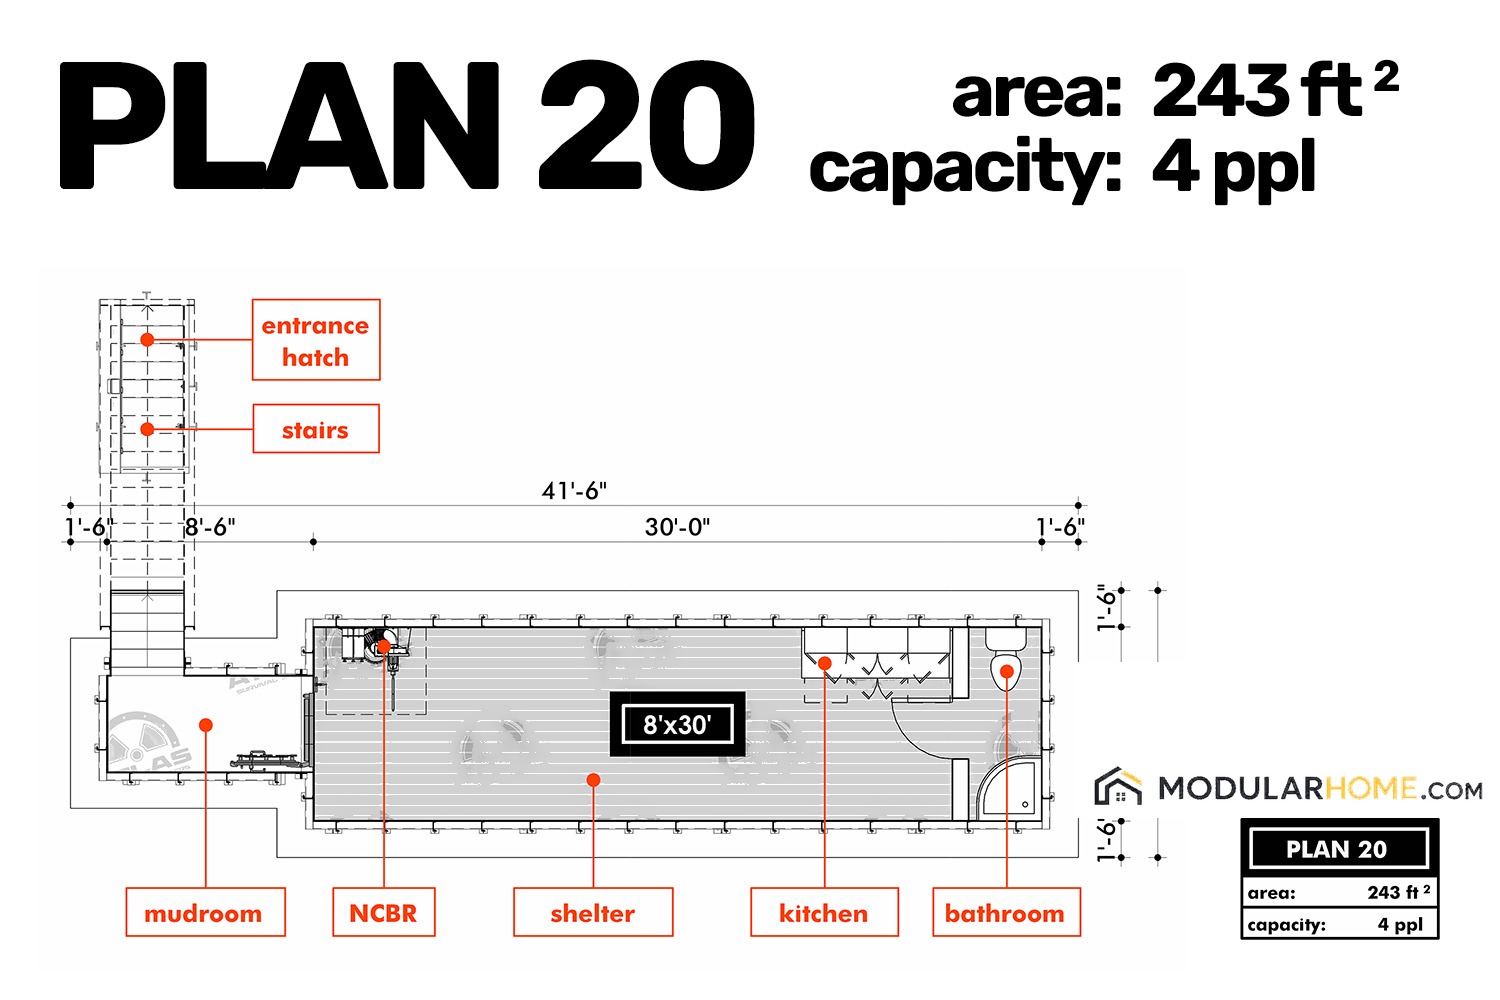 PLAN 20
area: 243 ft²
capacity: 4 ppl
entrance
hatch
stairs
41'-6"
1'-6"
8'-6"
30'-0"
1'-6"
1'-6"
8'x30'
1'-6'
MODULARHOME.COM
PLAN 20
area: 243 ft²
capacity: 4 ppl
mudroom
NCBR
shelter
kitchen
bathroom